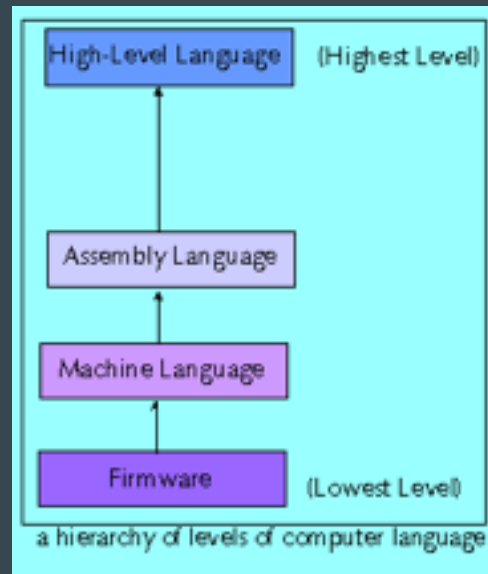 High-Level Language (Highest Level)
Assembly Language
Machine Language
Firmware
(Lowest Level)
a hierarchy of levels of computer language